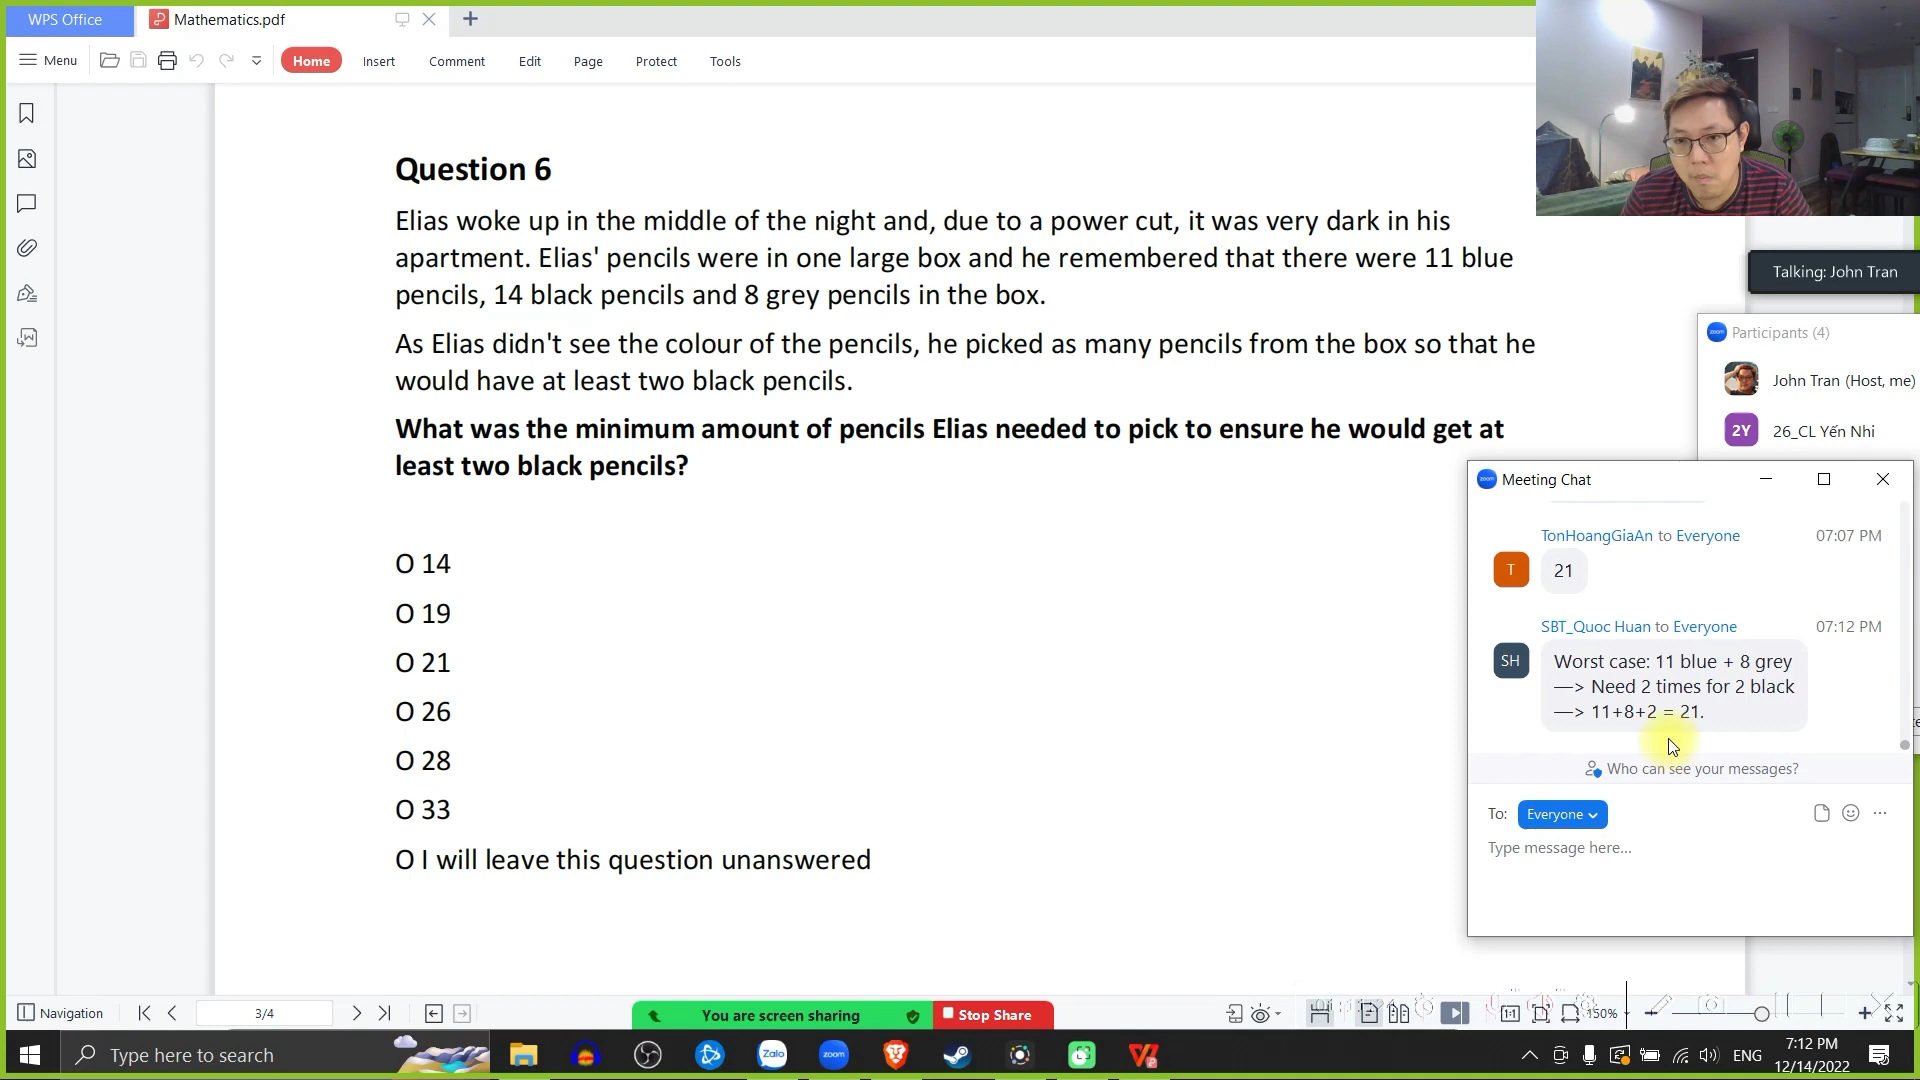 WPS Office
Mathematics.pdf
Menu
Home
Insert
Comment
Edit
Page
Protect
Tools
Question 6
Elias woke up in the middle of the night and, due to a power cut, it was very dark in his
apartment. Elias' pencils were in one large box and he remembered that there were 11 blue
pencils, 14 black pencils and 8 grey pencils in the box.
As Elias didn't see the colour of the pencils, he picked as many pencils from the box so that he
would have at least two black pencils.
What was the minimum amount of pencils Elias needed to pick to ensure he would get at
least two black pencils?
O 14
O 19
O 21
O 26
O 28
O 33
O I will leave this question unanswered
Talking: John Tran
zoom
Participants (4)
John Tran (Host, me)
2Y
26_CL Yến Nhi
zoom
Meeting Chat
TonHoangGiaAn to Everyone
07:07 PM
T
21
SBT_Quoc Huan to Everyone
07:12 PM
SH
Worst case: 11 blue + 8 grey
—> Need 2 times for 2 black
—> 11+8+2 = 21.
Who can see your messages?
To:
Everyone
Type message here...
Navigation
3/4
You are screen sharing
Stop Share
1:1
150%
Type here to search
Zalo
zoom
ENG
7:12 PM
12/14/2022